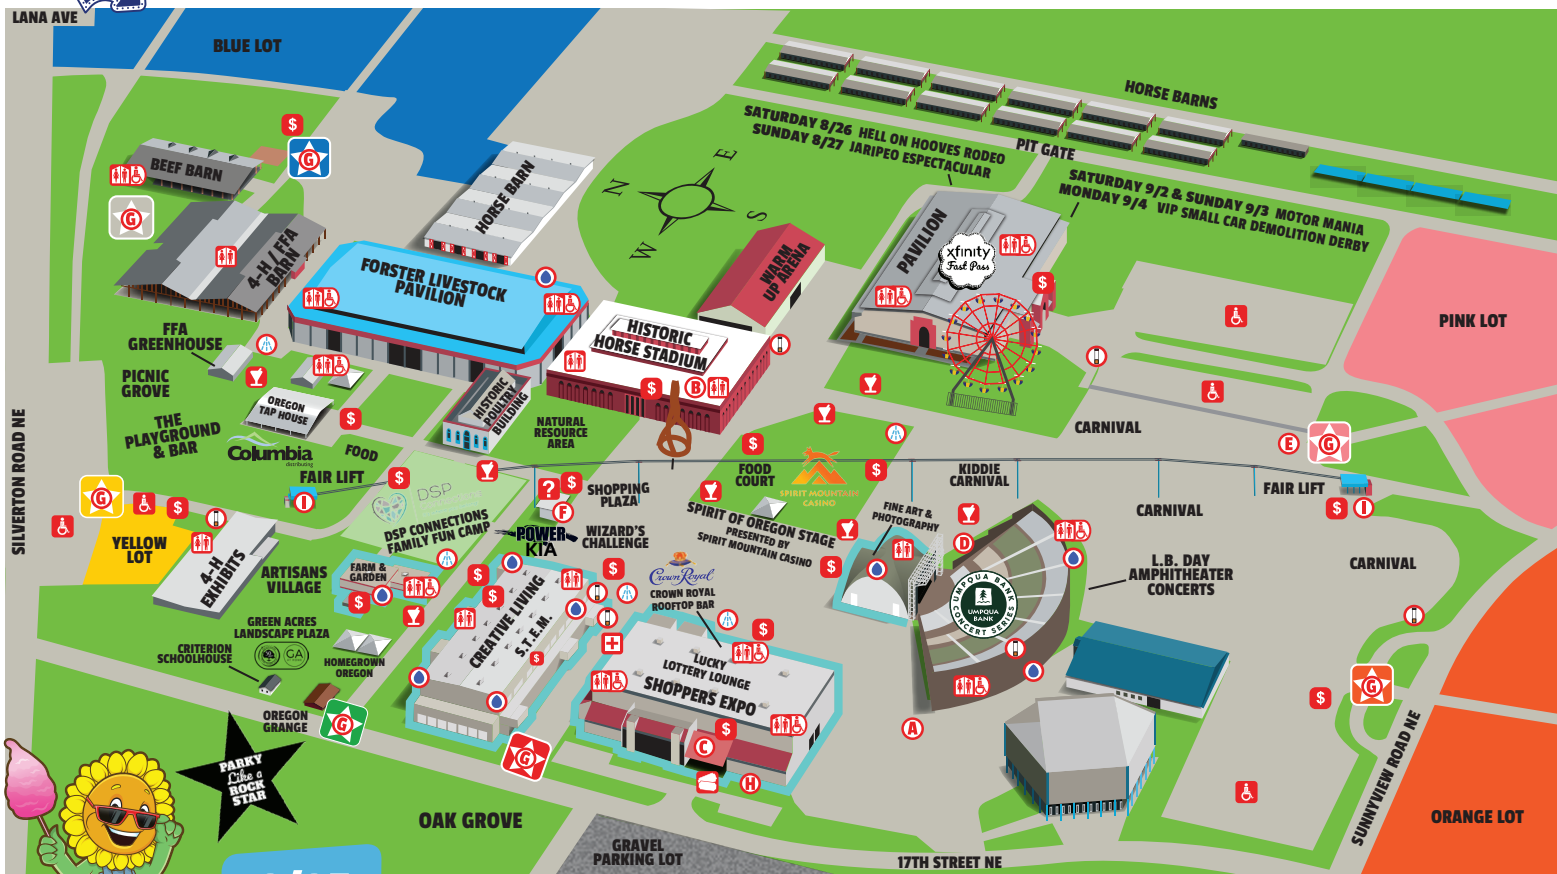 LANA AVE
BLUE LOT
HORSE BARNS
SATURDAY 8/26 HELL ON HOOVES RODEO
SUNDAY 8/27 JARIPEO ESPECTACULAR
PIT GATE
SATURDAY 9/2 & SUNDAY 9/3 MOTOR MANIA
MONDAY 9/4 VIP SMALL CAR DEMOLITION DERBY
$
G
BEEF BARN
G
HORSE BARN
N
E
S
W
4-H / FFA
BARN
FORSTER LIVESTOCK
PAVILION
WARM
UP ARENA
PAVILION
xfinity
Fast Pass
$
PINK LOT
HISTORIC
HORSE STADIUM
$
B
FFA
GREENHOUSE
PICNIC
GROVE
OREGON
TAP HOUSE
$
HISTORIC
POULTRY
BUILDING
NATURAL
RESOURCE
AREA
THE
PLAYGROUND
& BAR
Columbia
distributing
FOOD
FAIR LIFT
$
I
CARNIVAL
E
G
SILVERTON ROAD NE
G
$
YELLOW
LOT
4-H
EXHIBITS
DSP
DSP CONNECTIONS
FAMILY FUN CAMP
?
$
F
SHOPPING
PLAZA
POWER
KIA
WIZARD'S
CHALLENGE
$
FOOD
COURT
$
SPIRIT MOUNTAIN
CASINO
SPIRIT OF OREGON STAGE
PRESENTED BY
SPIRIT MOUNTAIN CASINO
KIDDIE
CARNIVAL
FINE ART &
PHOTOGRAPHY
D
CARNIVAL
FAIR LIFT
$
I
CARNIVAL
L.B. DAY
AMPHITHEATER
CONCERTS
UMPQUA BANK
CONCERT SERIES
UMPQUA
BANK
$
ARTISANS
VILLAGE
FARM &
GARDEN
$
GREEN ACRES
LANDSCAPE PLAZA
GA
CRITERION
SCHOOLHOUSE
HOMEGROWN
OREGON
OREGON
GRANGE
G
$
$
CREATIVE LIVING
S.T.E.M.
$
$
Crown Royal
CROWN ROYAL
ROOFTOP BAR
$
LUCKY
LOTTERY LOUNGE
SHOPPERS EXPO
$
C
H
G
A
G
$
SUNNYVIEW ROAD NE
ORANGE LOT
PARKY
Like a
ROCK
STAR
OAK GROVE
GRAVEL
PARKING LOT
17TH STREET NE